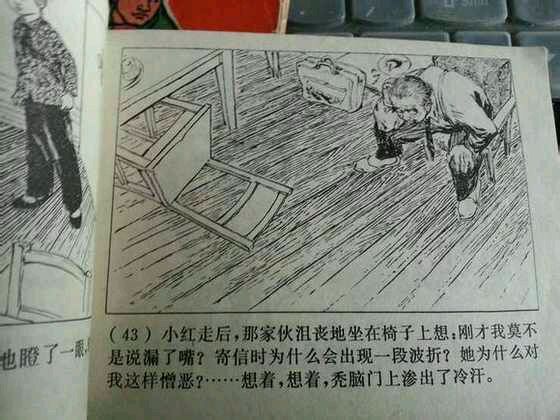 他瞪了一眼,
(43) 小红走后,那家伙沮丧地坐在椅子上想:刚才我莫不
是说漏了嘴?寄信时为什么会出现一段波折?她为什么对
我这样憎恶?……想着,想着,秃脑门上渗出了冷汗。